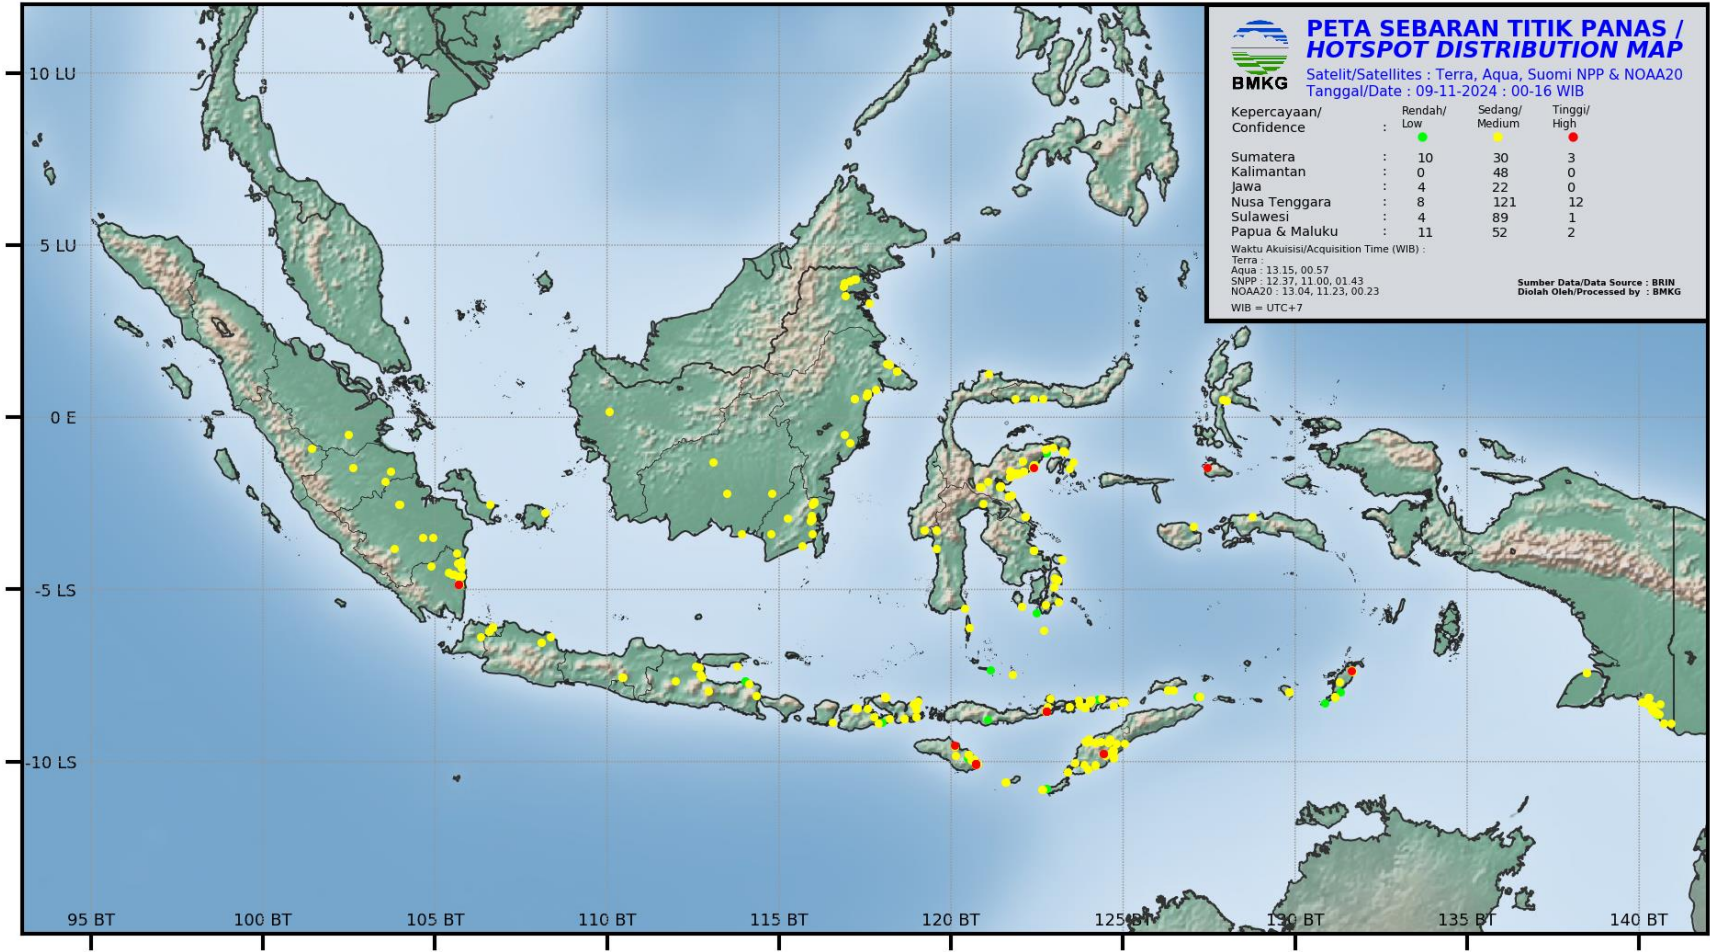 PETA SEBARAN TITIK PANAS /
HOTSPOT DISTRIBUTION MAP
Satelit/Satellites : Terra, Aqua, Suomi NPP & NOAA20
Tanggal/Date : 09-11-2024 : 00-16 WIB
BMKG
Kepercayaan/ Rendah/ Sedang/ Tinggi/
Confidence : Low Medium High
Sumatera : 10 30 3
Kalimantan : 0 48 0
Jawa : 4 22 0
Nusa Tenggara : 8 121 12
Sulawesi : 4 89 1
Papua & Maluku : 11 52 2
Waktu Akuisisi/Acquisition Time (WIB) :
Terra :
Aqua : 13.15, 00.57
SNPP : 12.37, 11.00, 01.43
NOAA20 : 13.04, 11.23, 00.23
WIB = UTC+7
Sumber Data/Data Source : BRIN
Diolah Oleh/Processed by : BMKG
10 LU
5 LU
0 E
-5 LS
-10 LS
95 BT 100 BT 105 BT 110 BT 115 BT 120 BT 125 BT 130 BT 135 BT 140 BT